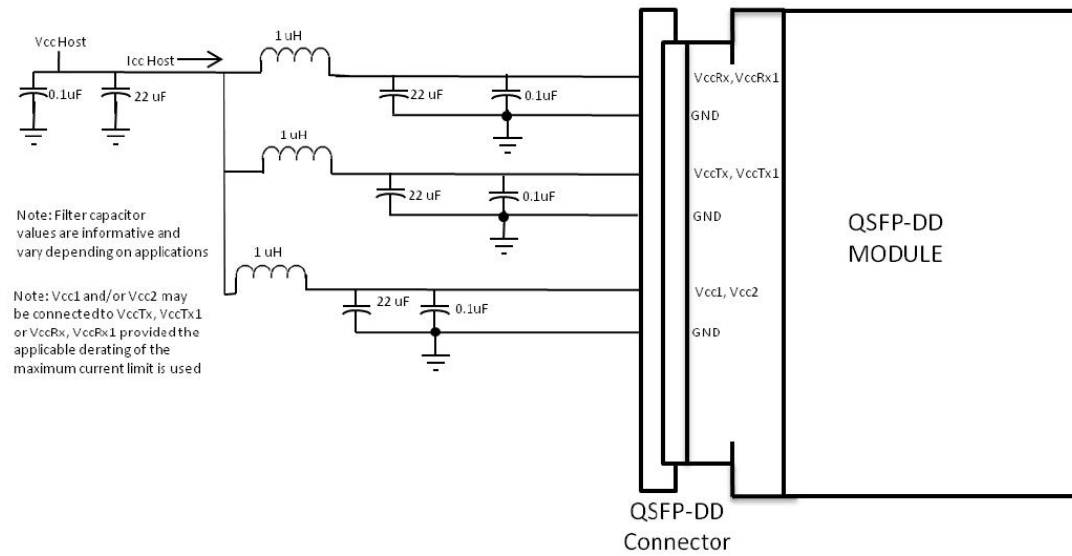 Vcc Host
Icc Host
1 uH
0.1uF
22 uF
22 uF
0.1uF
VccRx, VccRx1
GND
1 uH
22 uF
0.1uF
VccTx, VccTx1
GND
Note: Filter capacitor
values are informative and
vary depending on applications
1 uH
22 uF
0.1uF
Vcc1, Vcc2
GND
Note: Vcc1 and/or Vcc2 may
be connected to VccTx, VccTx1
or VccRx, VccRx1 provided the
applicable derating of the
maximum current limit is used
QSFP-DD
MODULE
QSFP-DD
Connector